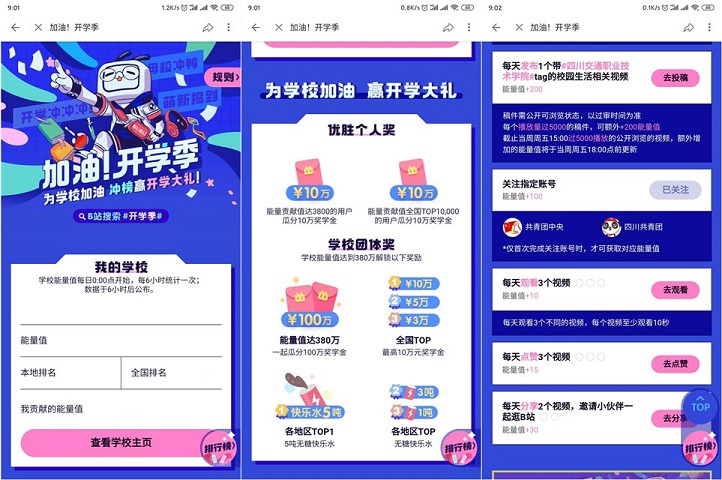 9:01
1.2K/s
加油！开学季
规则
母校冲鸭
开学冲冲冲
萌新报到
加油！开学季
为学校加油 冲榜赢开学大礼！
B站搜索#开学季#
我的学校
学校能量值每日0:00点开始，每6小时统计一次；
数据于6小时后公布。
能量值
本地排名
全国排名
我贡献的能量值
查看学校主页
排行榜
9:01
0.8K/s
加油！开学季
为学校加油 赢开学大礼
优胜个人奖
¥10万
¥10万
能量贡献值达3800的用户
瓜分10万奖学金
能量贡献值全国TOP10,000
的用户瓜分10万奖学金
学校团体奖
学校能量值达到380万解锁以下奖励
¥100万
1 ¥10万
2 ¥5万
3 ¥3万
能量值达380万
一起瓜分100万奖学金
全国TOP
最高10万元奖学金
快乐水5吨
2 3吨
3 1吨
各地区TOP1
5吨无糖快乐水
各地区TOP
无糖快乐水
排行榜
9:02
0.1K/s
加油！开学季
每天发布1个带#四川交通职业技
术学院#tag的校园生活相关视频
能量值+200
去投稿
稿件需公开可浏览状态，以过审时间为准
每个播放量过5000的稿件，可额外+200能量值
截止当周周五15:00过5000播放的公开浏览的视频，额外增
加的能量值将于当周周五18:00点前更新
关注指定账号
能量值+100
已关注
共青团中央
四川共青团
*仅首次完成关注账号时，才可获取对应能量值
每天观看3个视频
能量值+10
去观看
每天观看3个不同的视频，每个视频至少观看10秒
每天点赞3个视频
能量值+15
去点赞
每天分享2个视频，邀请小伙伴一
起逛B站
能量值+30
去分享
TOP
排行榜